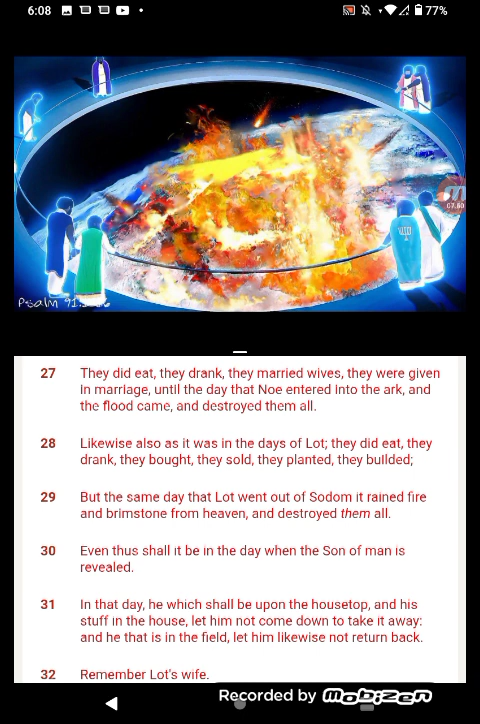 6:08
77%
07:60
Psalm 91:
27 They did eat, they drank, they married wives, they were given
in marriage, until the day that Noe entered into the ark, and
the flood came, and destroyed them all.
28 Likewise also as it was in the days of Lot; they did eat, they
drank, they bought, they sold, they planted, they builded;
29 But the same day that Lot went out of Sodom it rained fire
and brimstone from heaven, and destroyed them all.
30 Even thus shall it be in the day when the Son of man is
revealed.
31 In that day, he which shall be upon the housetop, and his
stuff in the house, let him not come down to take it away:
and he that is in the field, let him likewise not return back.
32 Remember Lot's wife.
Recorded by Mobizen